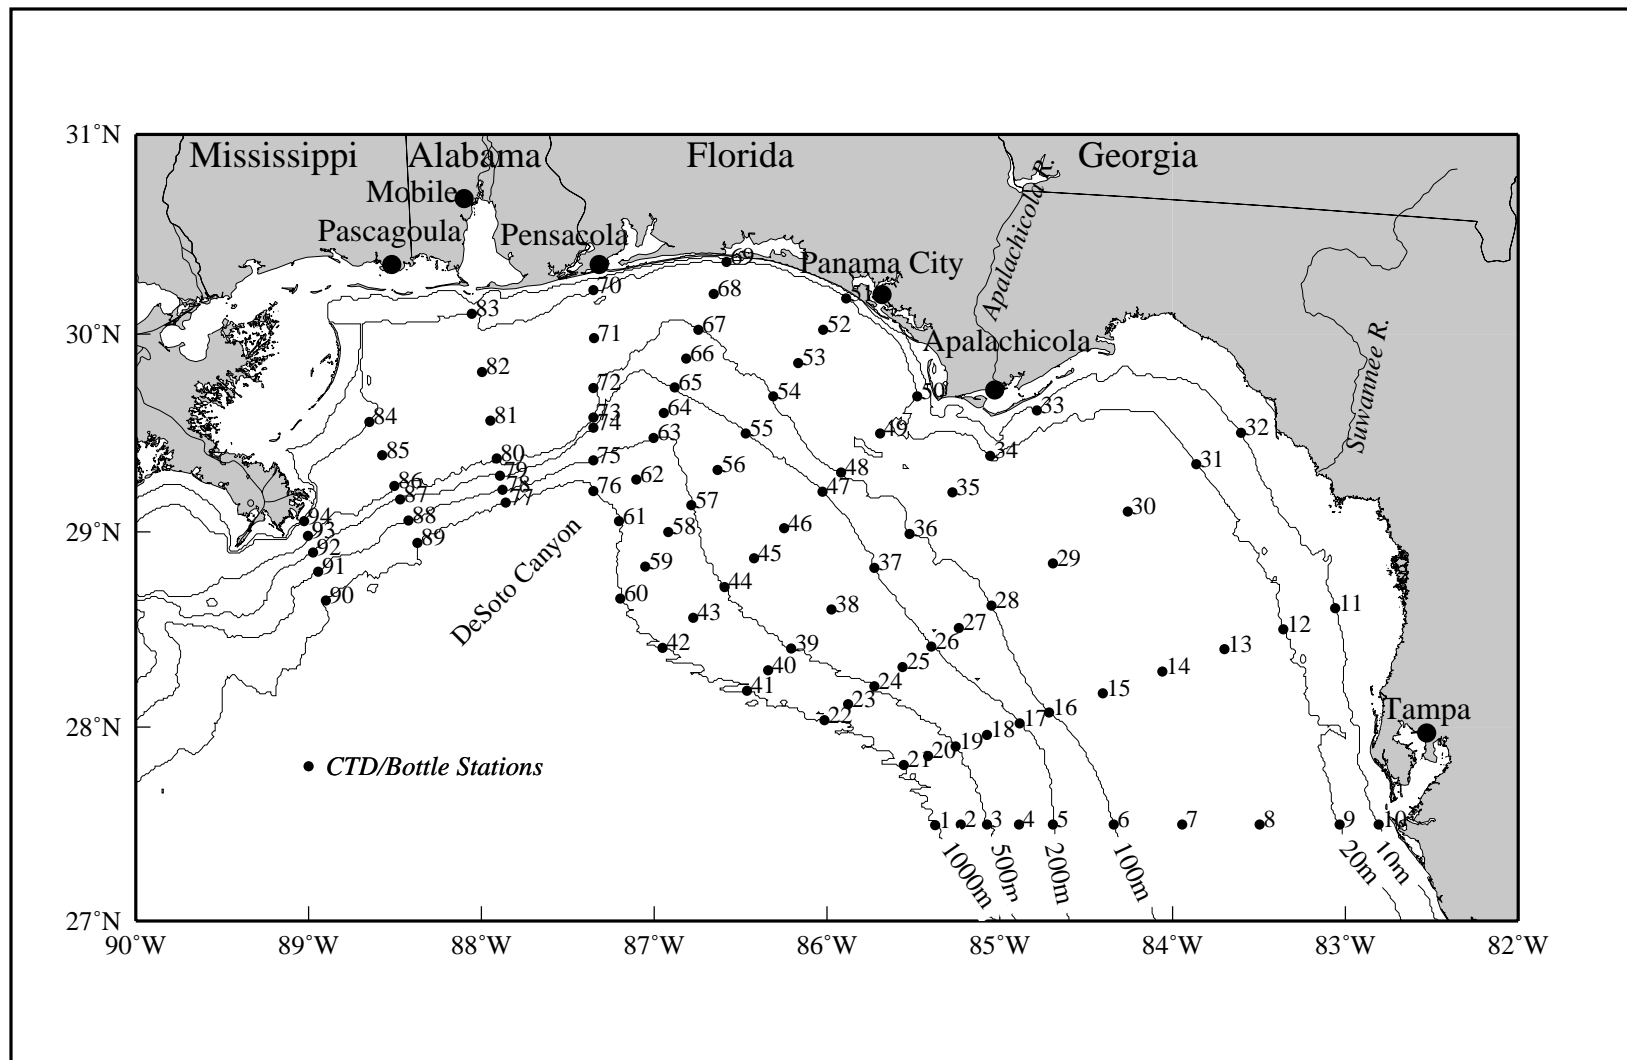 31°N
Mississippi Alabama Florida Georgia
Mobile
Pascagoula Pensacola
Panama City
Apalachicola R.
Apalachicola
Suwannee R.
Tampa
DeSoto Canyon
CTD/Bottle Stations
30°N
29°N
28°N
27°N
69
70 68 51
83
71 67 52
66 53
82 72 65 54 50
84 81 73 64 33
74 63 55 49 32
85 80 75 56 48 34 31
86 79 62 47 35
87 78 76 57 30
77
94 88 61 58 46 36
93 89
92 59 45 37 29
91
90 60 44 38 28 11
43 27 12
42 39 26 13
40 25 14
41 24 15
23 16
22 17
18
19
20
21
1 2 3 4 5 6 7 8 9 10
1000m 500m 200m 100m 20m 10m
90°W 89°W 88°W 87°W 86°W 85°W 84°W 83°W 82°W